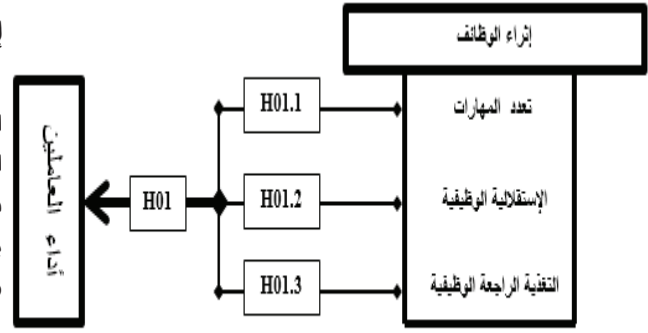 إثراء الوظائف
تعدد المهارات
H01.1
الإستقلالية الوظيفية
H01.2
H01
التغذية الراجعة الوظيفية
H01.3
أداء العاملين